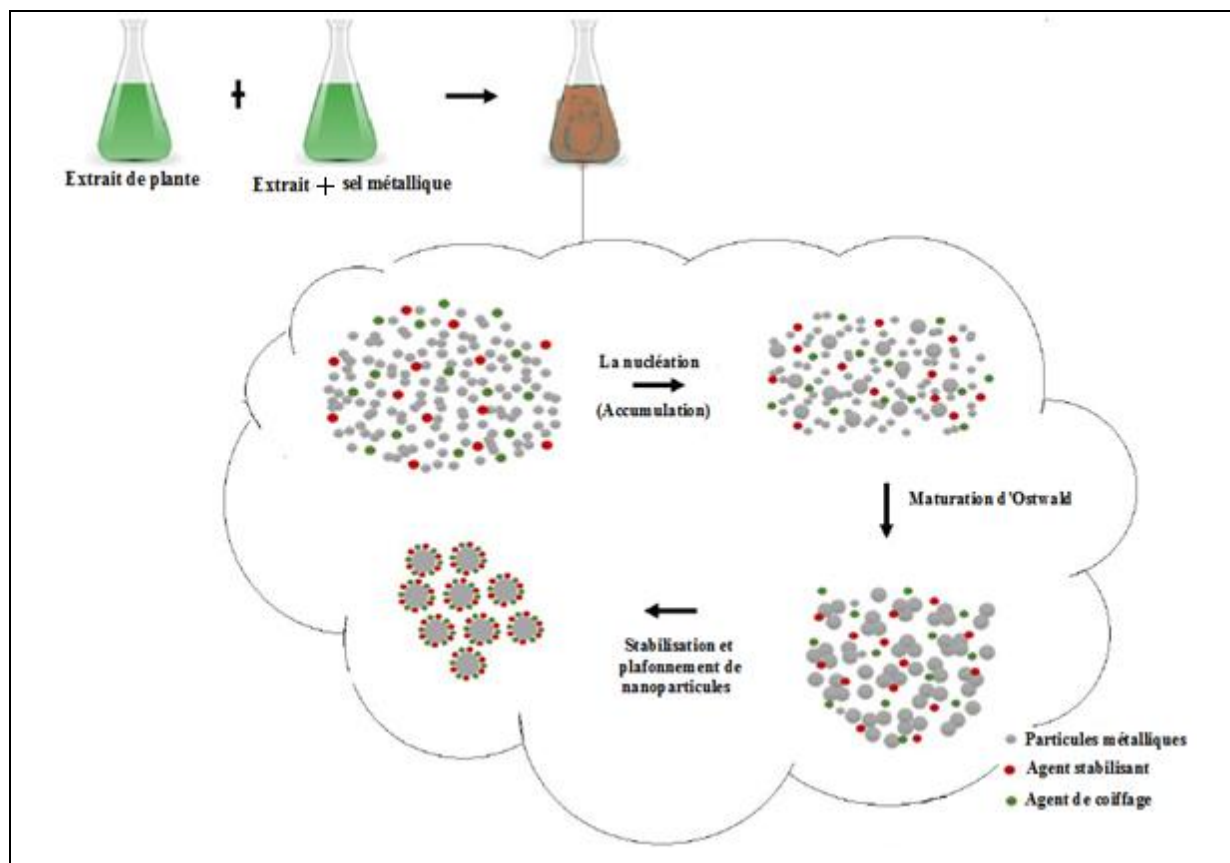 Extrait de plante
Extrait + sel métallique
La nucléation
(Accumulation)
Maturation d'Ostwald
Stabilisation et
plafonnement de
nanoparticules
Particules métalliques
Agent stabilisant
Agent de coiffage